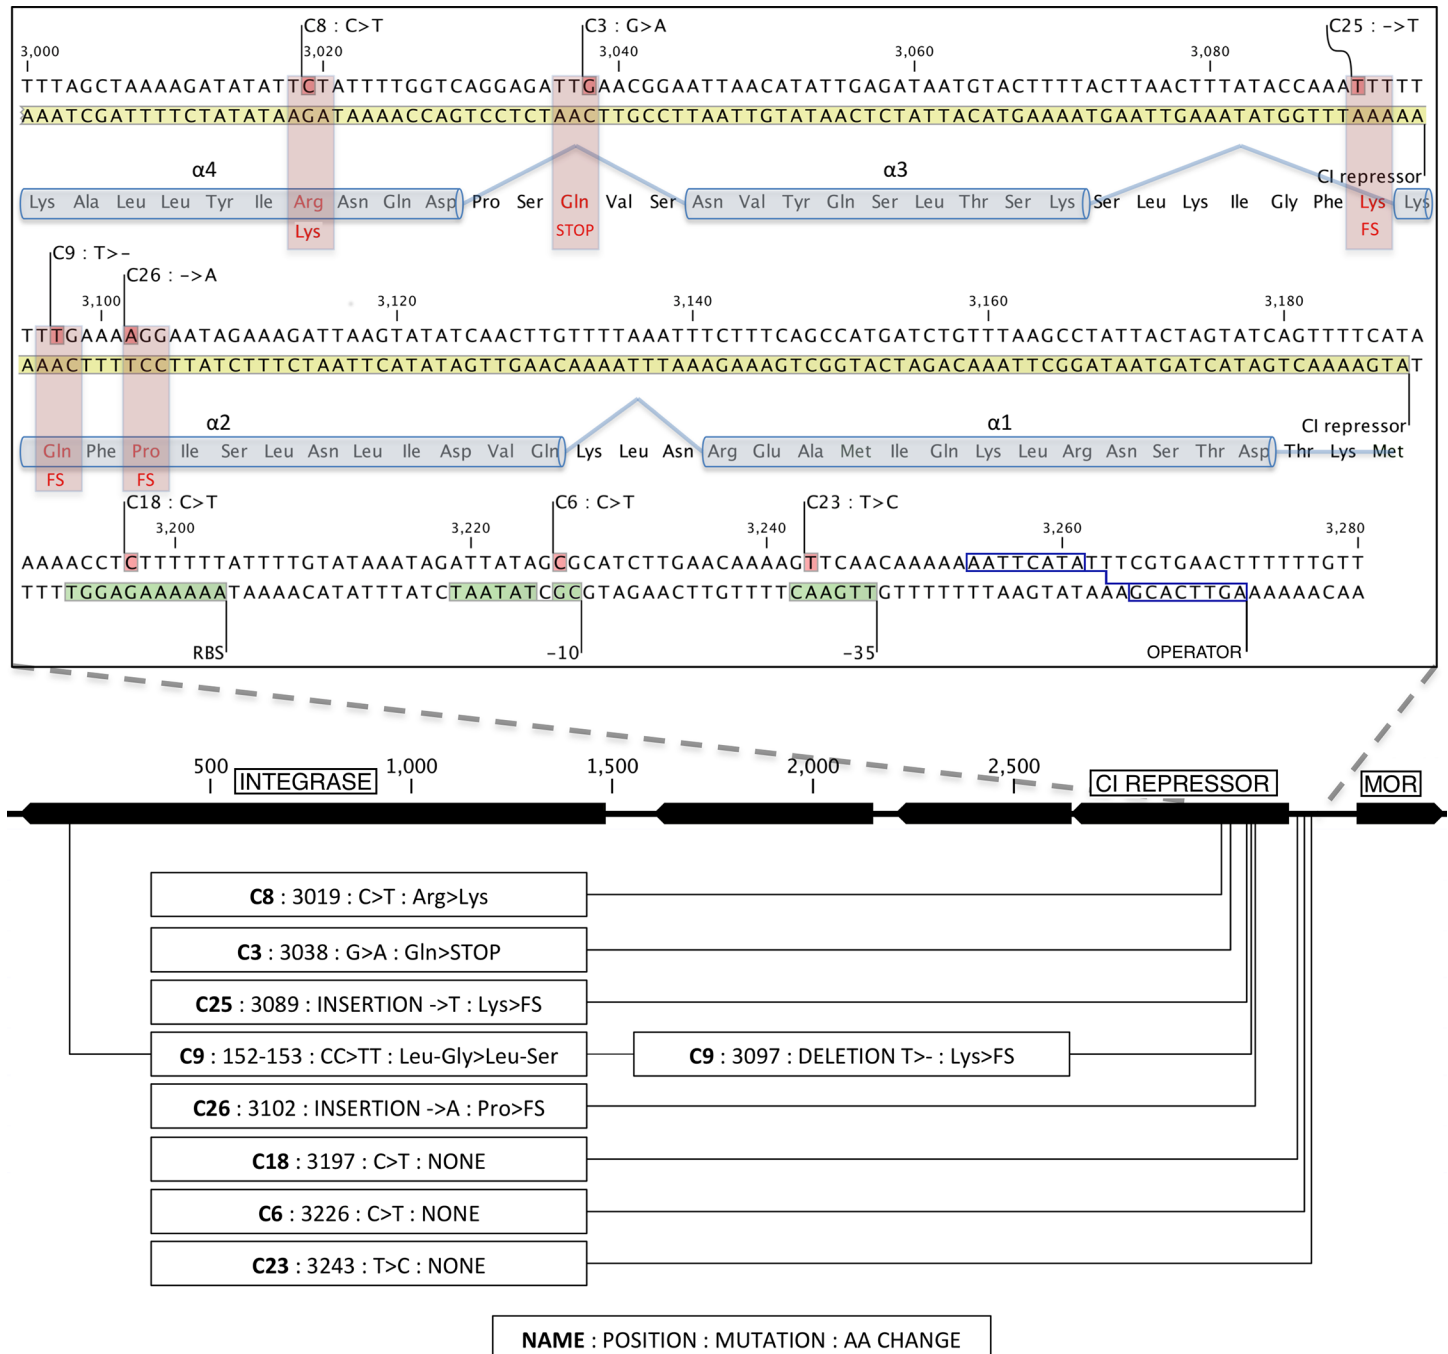 C8 : C>T
C3 : G>A
C25 : ->T
3,000 3,020 3,040 3,060 3,080
TTTAGCTAAAAGATATATTCTATTTTGGTCAGGAGATTGAACGGAATTAACATATTGAGATAATGTACTTTTACTTAACTTTATACCAAATTTTT
AAATCGATTTTCTATATAAGATAAAACCAGTCCTCTAACTTGCCTTAATTGTATAACTCTATTACATGAAAATGAATTGAAATATGGTTTAAAAA
α4 α3 CI repressor
Lys Ala Leu Leu Tyr Ile Arg Asn Gln Asp Pro Ser Gln Val Ser Asn Val Tyr Gln Ser Leu Thr Ser Lys Ser Leu Lys Ile Gly Phe Lys Lys
Lys STOP FS
C9 : T>-
C26 : ->A
3,100 3,120 3,140 3,160 3,180
TTTGAAAAGGAATAGAAAGATTAAGTATATCAACTTGTTTTAAATTTCTTTCAGCCATGATCTGTTTAAGCCTATTACTAGTATCAGTTTTCATA
AAACTTTTCCTTATCTTTCTAATTCATATAGTTGAACAAAATTTAAAGAAAGTCGGTACTAGACAAATTCGGATAATGATCATAGTCAAAAGTAT
α2 α1 CI repressor
Gln Phe Pro Ile Ser Leu Asn Leu Ile Asp Val Gln Lys Leu Asn Arg Glu Ala Met Ile Gln Lys Leu Arg Asn Ser Thr Asp Thr Lys Met
FS FS
C18 : C>T
C6 : C>T
C23 : T>C
3,200 3,220 3,240 3,260 3,280
AAAACCTCTTTTTTATTTTGTATAAATAGATTATAGCGCATCTTGAACAAAAGTTCAACAAAAAAATTCATATTTCGTGAACTTTTTTGTT
TTTTGGAGAAAAAATAAAACATATTTATCTAATATCGCGTAGAACTTGTTTTCAAGTTGTTTTTTTAAGTATAAAGCACTTGAAAAAACAA
RBS -10 -35 OPERATOR
500 INTEGRASE 1,000 1,500 2,000 2,500 CI REPRESSOR MOR
C8 : 3019 : C>T : Arg>Lys
C3 : 3038 : G>A : Gln>STOP
C25 : 3089 : INSERTION ->T : Lys>FS
C9 : 152-153 : CC>TT : Leu-Gly>Leu-Ser
C9 : 3097 : DELETION T>- : Lys>FS
C26 : 3102 : INSERTION ->A : Pro>FS
C18 : 3197 : C>T : NONE
C6 : 3226 : C>T : NONE
C23 : 3243 : T>C : NONE
NAME : POSITION : MUTATION : AA CHANGE